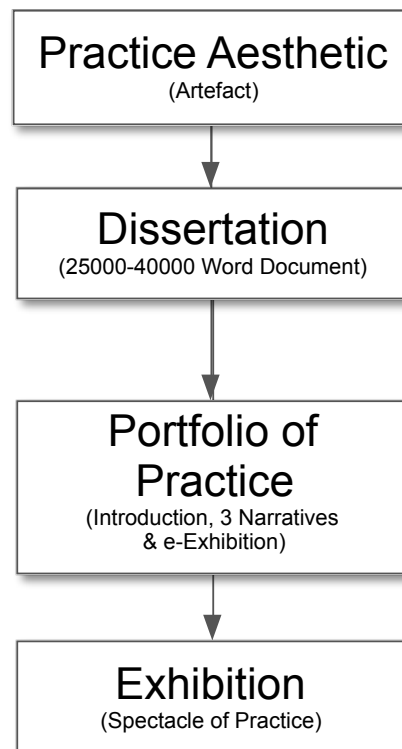 Practice Aesthetic
(Artefact)
Dissertation
(25000-40000 Word Document)
Portfolio of
Practice
(Introduction, 3 Narratives
& e-Exhibition)
Exhibition
(Spectacle of Practice)